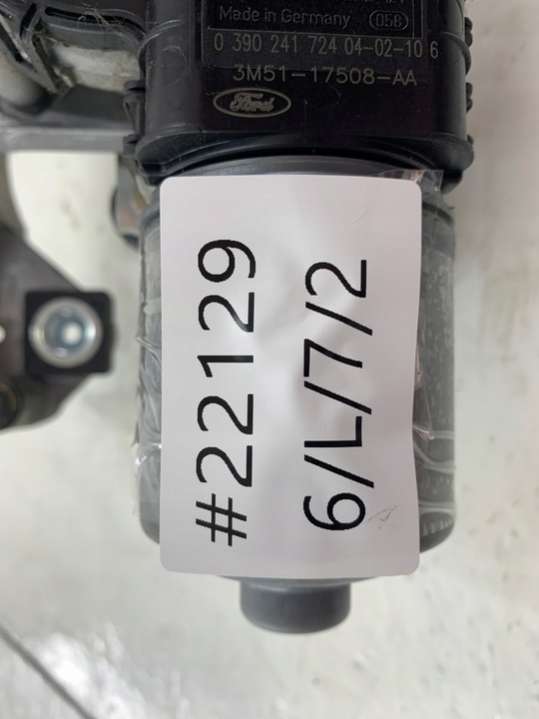 Made in Germany (058)
0 390 241 724 04-02-10 6
3M51-17508-AA
Ford
#22129
6/L/7/2